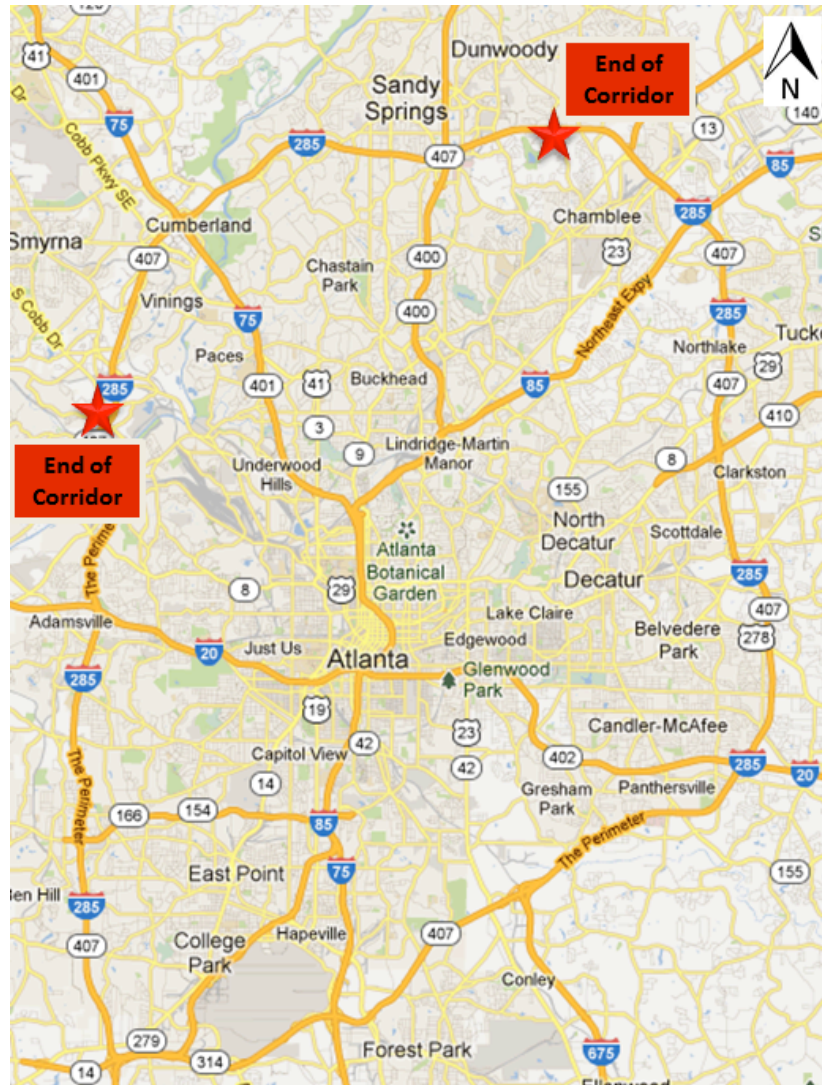 120
41
401
Dunwoody
End of
Corridor
N
Sandy
Springs
Dr
75
Cobb Pkwy SE
140
13
285
407
85
Cumberland
Chamblee
285
Smyrna
407
23
407
400
Chastain
Park
S Cobb Dr
Vinings
400
Northeast Expy
285
75
Northlake
Tucke
Paces
29
285
401
41
Buckhead
85
407
410
3
Lindridge-Martin
Manor
9
8
End of
Corridor
Underwood
Hills
Clarkston
155
North
Decatur
Scottdale
The Perimeter
Atlanta
Botanical
Garden
8
29
Decatur
285
407
Adamsville
Lake Claire
278
Just Us
Edgewood
Belvedere
Park
20
Atlanta
Glenwood
Park
285
19
23
Candler-McAfee
The Perimeter
Capitol View
42
42
402
285
20
14
Gresham
Park
Panthersville
166
154
85
The Perimeter
East Point
75
155
Ben Hill
285
407
College
Park
Hapeville
407
Conley
279
314
14
Forest Park
675
Ellenwood